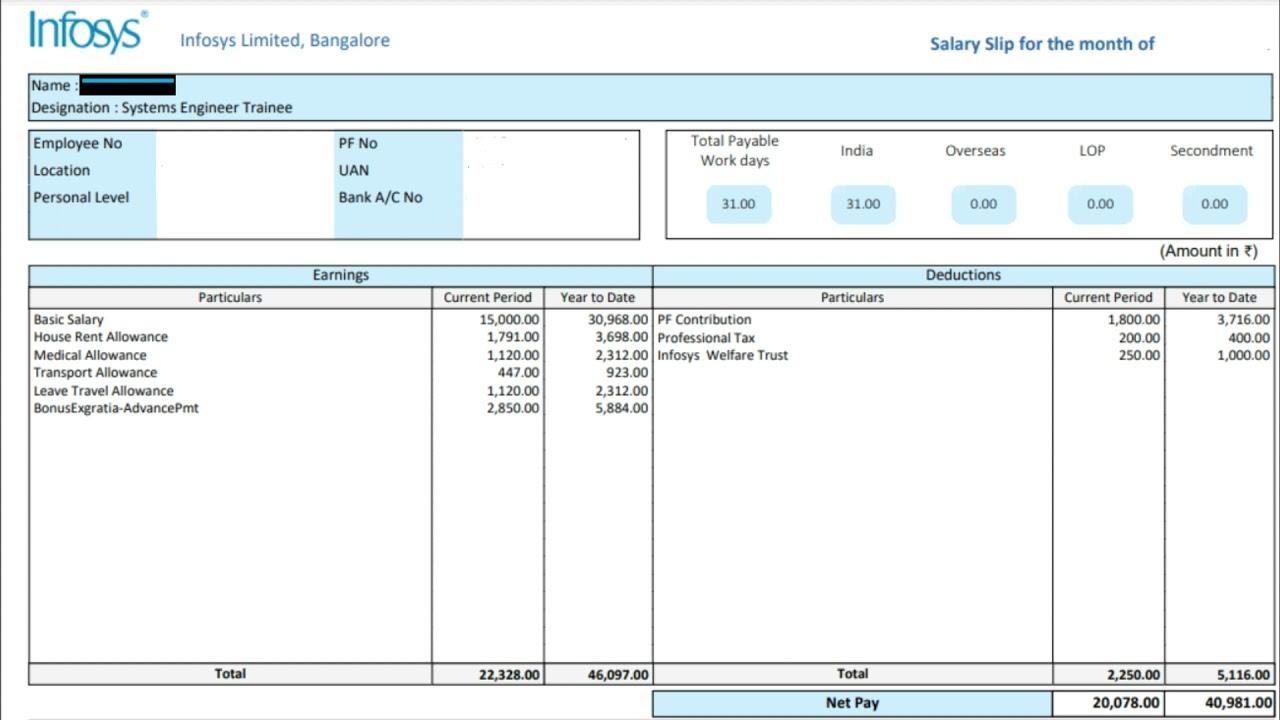 Infosys®
Infosys Limited, Bangalore
Salary Slip for the month of
Name :
Designation : Systems Engineer Trainee
Employee No PF No
Location UAN
Personal Level Bank A/C No
Total Payable Work days India Overseas LOP Secondment
31.00 31.00 0.00 0.00 0.00
(Amount in ₹)
Earnings Deductions
Particulars Current Period Year to Date Particulars Current Period Year to Date
Basic Salary 15,000.00 30,968.00 PF Contribution 1,800.00 3,716.00
House Rent Allowance 1,791.00 3,698.00 Professional Tax 200.00 400.00
Medical Allowance 1,120.00 2,312.00 Infosys Welfare Trust 250.00 1,000.00
Transport Allowance 447.00 923.00
Leave Travel Allowance 1,120.00 2,312.00
BonusExgratia-AdvancePmt 2,850.00 5,884.00
Total 22,328.00 46,097.00 Total 2,250.00 5,116.00
Net Pay 20,078.00 40,981.00